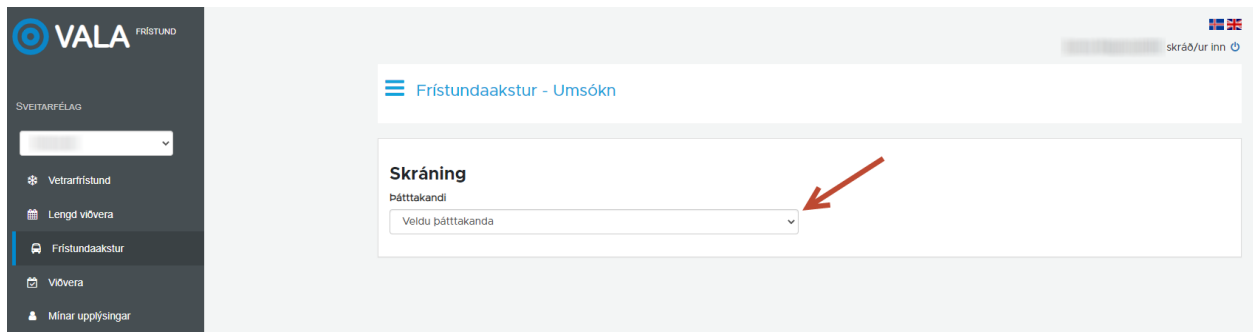 VALA FRÍSTUND
skráð/ur inn
SVEITARFÉLAG
Vetrarfrístund
Lengd viðvera
Frístundaakstur
Viðvera
Mínar upplýsingar
Frístundaakstur - Umsókn
Skráning
Þátttakandi
Veldu þátttakanda